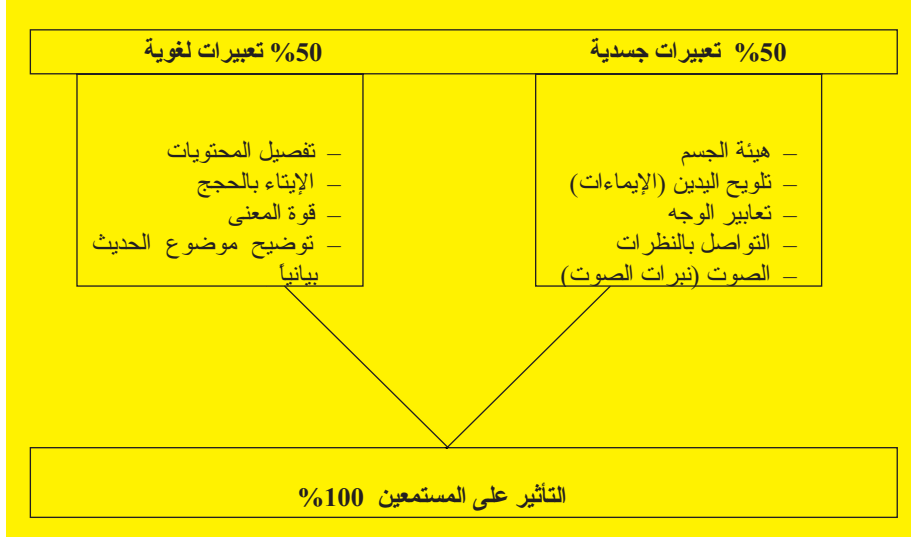 50% تعبيرات جسدية
50% تعبيرات لغوية
– هيئة الجسم
– تلويح اليدين (الإيماءات)
– تعابير الوجه
– التواصل بالنظرات
– الصوت (نبرات الصوت)
– تفصيل المحتويات
– الإيتاء بالحجج
– قوة المعنى
– توضيح موضوع الحديث
بيانياً
التأثير على المستمعين 100%